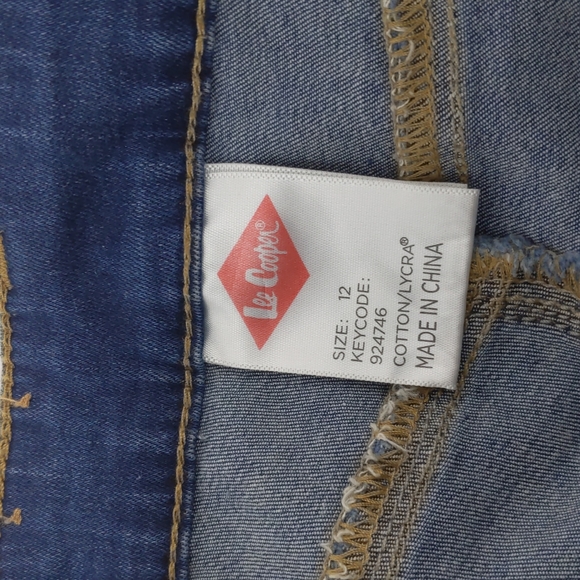 Lee Cooper®
SIZE: 12
KEYCODE:
924746
COTTON/LYCRA®
MADE IN CHINA